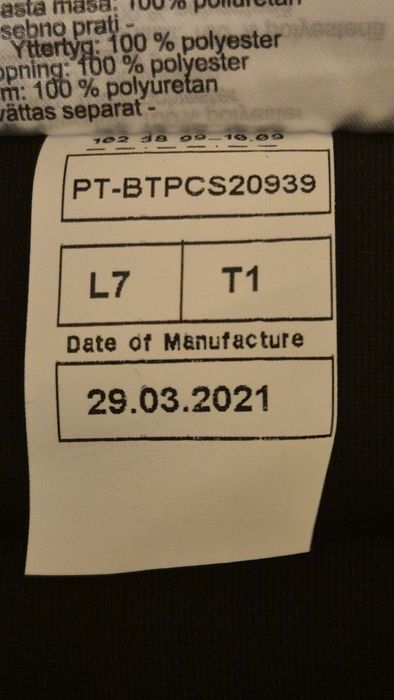 asta masa: 100% poliuretan
sebno prati -
Yttertyg: 100 % polyester
ppning: 100 % polyester
m: 100 % polyuretan
vättas separat -
PT-BTPCS20939
L7 T1
Date of Manufacture
29.03.2021